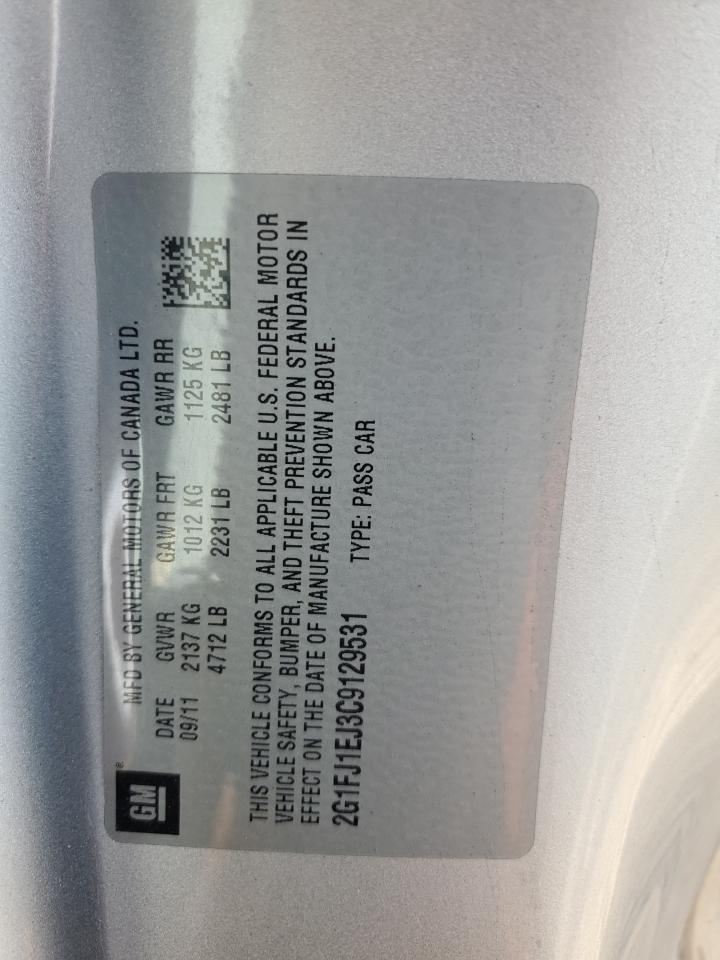 GM®
MFD BY GENERAL MOTORS OF CANADA LTD.
DATE GVWR GAWR FRT GAWR RR
09/11 2137 KG 1012 KG 1125 KG
4712 LB 2231 LB 2481 LB
THIS VEHICLE CONFORMS TO ALL APPLICABLE U.S. FEDERAL MOTOR
VEHICLE SAFETY, BUMPER, AND THEFT PREVENTION STANDARDS IN
EFFECT ON THE DATE OF MANUFACTURE SHOWN ABOVE.
2G1FJ1EJ3C9129531 TYPE: PASS CAR